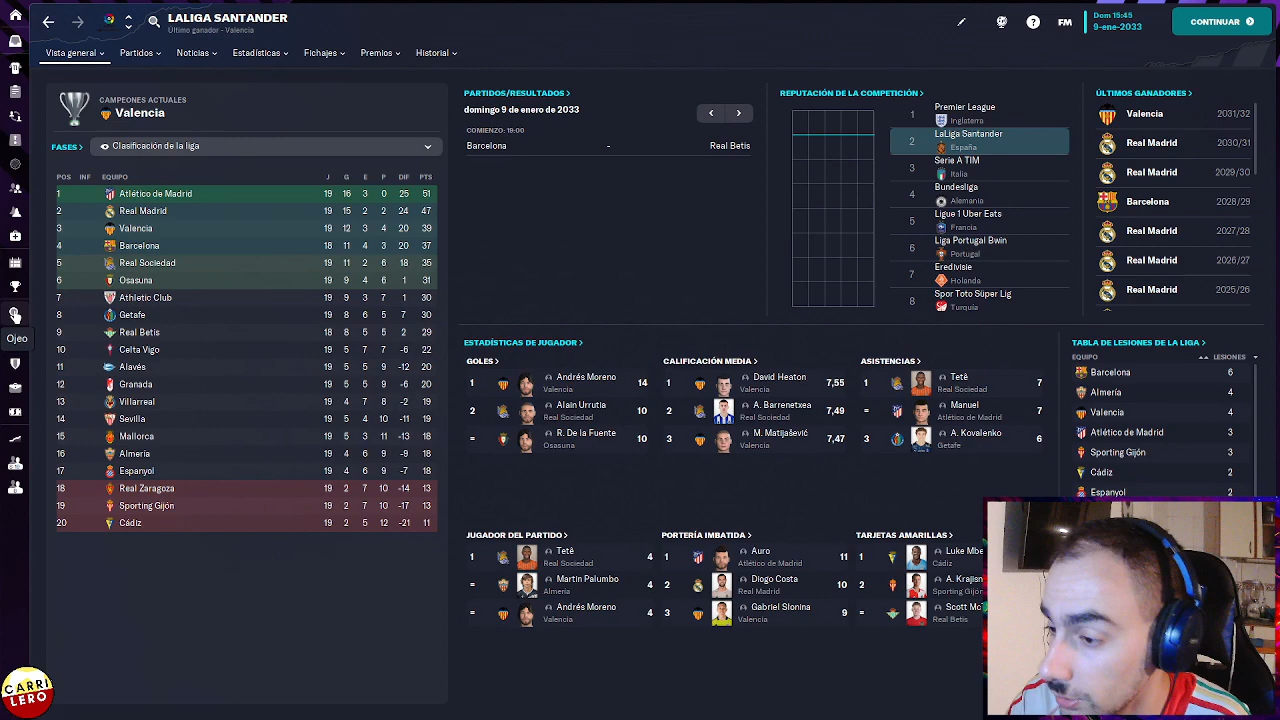 LALIGA SANTANDER
Último ganador - Valencia
FM
Dom 15:45
9-ene-2033
CONTINUAR
Vista general
Partidos
Noticias
Estadísticas
Fichajes
Premios
Historial
CAMPEONES ACTUALES
Valencia
FASES >
Clasificación de la liga
POS INF EQUIPO J G E P DIF PTS
1 Atlético de Madrid 19 16 3 0 25 51
2 Real Madrid 19 15 2 2 26 47
3 Valencia 19 12 3 4 20 39
4 Barcelona 18 11 4 3 20 37
5 Real Sociedad 19 11 2 6 18 35
6 Osasuna 19 9 4 6 4 31
7 Athletic Club 19 9 3 7 1 30
8 Getafe 19 9 3 7 1 30
9 Real Betis 18 8 5 5 2 29
10 Celta Vigo 19 5 7 7 -6 22
11 Alavés 19 5 5 9 -12 20
12 Granada 19 5 5 9 -6 20
13 Villarreal 19 5 4 10 -6 19
14 Sevilla 19 5 4 10 -11 19
15 Mallorca 19 5 3 11 -13 18
16 Almería 19 4 6 9 -9 18
17 Espanyol 19 4 6 9 -7 18
18 Real Zaragoza 19 2 7 10 -14 13
19 Sporting Gijón 19 2 7 10 -17 13
20 Cádiz 19 2 5 12 -21 11
Ojeo
PARTIDOS/RESULTADOS >
domingo 9 de enero de 2033
COMIENZO: 19:00
Barcelona - Real Betis
REPUTACIÓN DE LA COMPETICIÓN >
1 Premier League
Inglaterra
2 LaLiga Santander
España
3 Serie A TIM
Italia
4 Bundesliga
Alemania
5 Ligue 1 Uber Eats
Francia
6 Liga Portugal Bwin
Portugal
7 Eredivisie
Holanda
8 Spor Toto Süper Lig
Turquía
ÚLTIMOS GANADORES >
Valencia 2031/32
Real Madrid 2030/31
Real Madrid 2029/30
Barcelona 2028/29
Real Madrid 2027/28
Real Madrid 2026/27
Real Madrid 2025/26
ESTADÍSTICAS DE JUGADOR >
GOLES >
1 Andrés Moreno 14
Valencia
2 Alain Urrutia 10
Real Sociedad
= R. De la Fuente 10
Osasuna
CALIFICACIÓN MEDIA >
1 David Heaton 7,55
Valencia
2 A. Barrenetxea 7,49
Real Sociedad
3 M. Matijašević 7,47
Valencia
ASISTENCIAS >
1 Tetê 7
Real Sociedad
= Manuel 7
Atlético de Madrid
3 A. Kovalenko 6
Getafe
TABLA DE LESIONES DE LA LIGA >
EQUIPO LESIONES
Barcelona 6
Almería 4
Valencia 3
Atlético de Madrid 3
Sporting Gijón 3
Cádiz 2
Espanyol 2
JUGADOR DEL PARTIDO >
1 Tetê 4
Real Sociedad
= Martín Palumbo 4
Almería
= Andrés Moreno 4
Valencia
PORTERÍA IMBATIDA >
1 Auro 11
Atlético de Madrid
2 Diogo Costa 10
Real Madrid
3 Gabriel Slonina 9
Valencia
TARJETAS AMARILLAS >
1 Luke Mbe
Cádiz
2 A. Krajisn
Sporting Gijón
= Scott Mc
Real Betis
CARRI
LERO